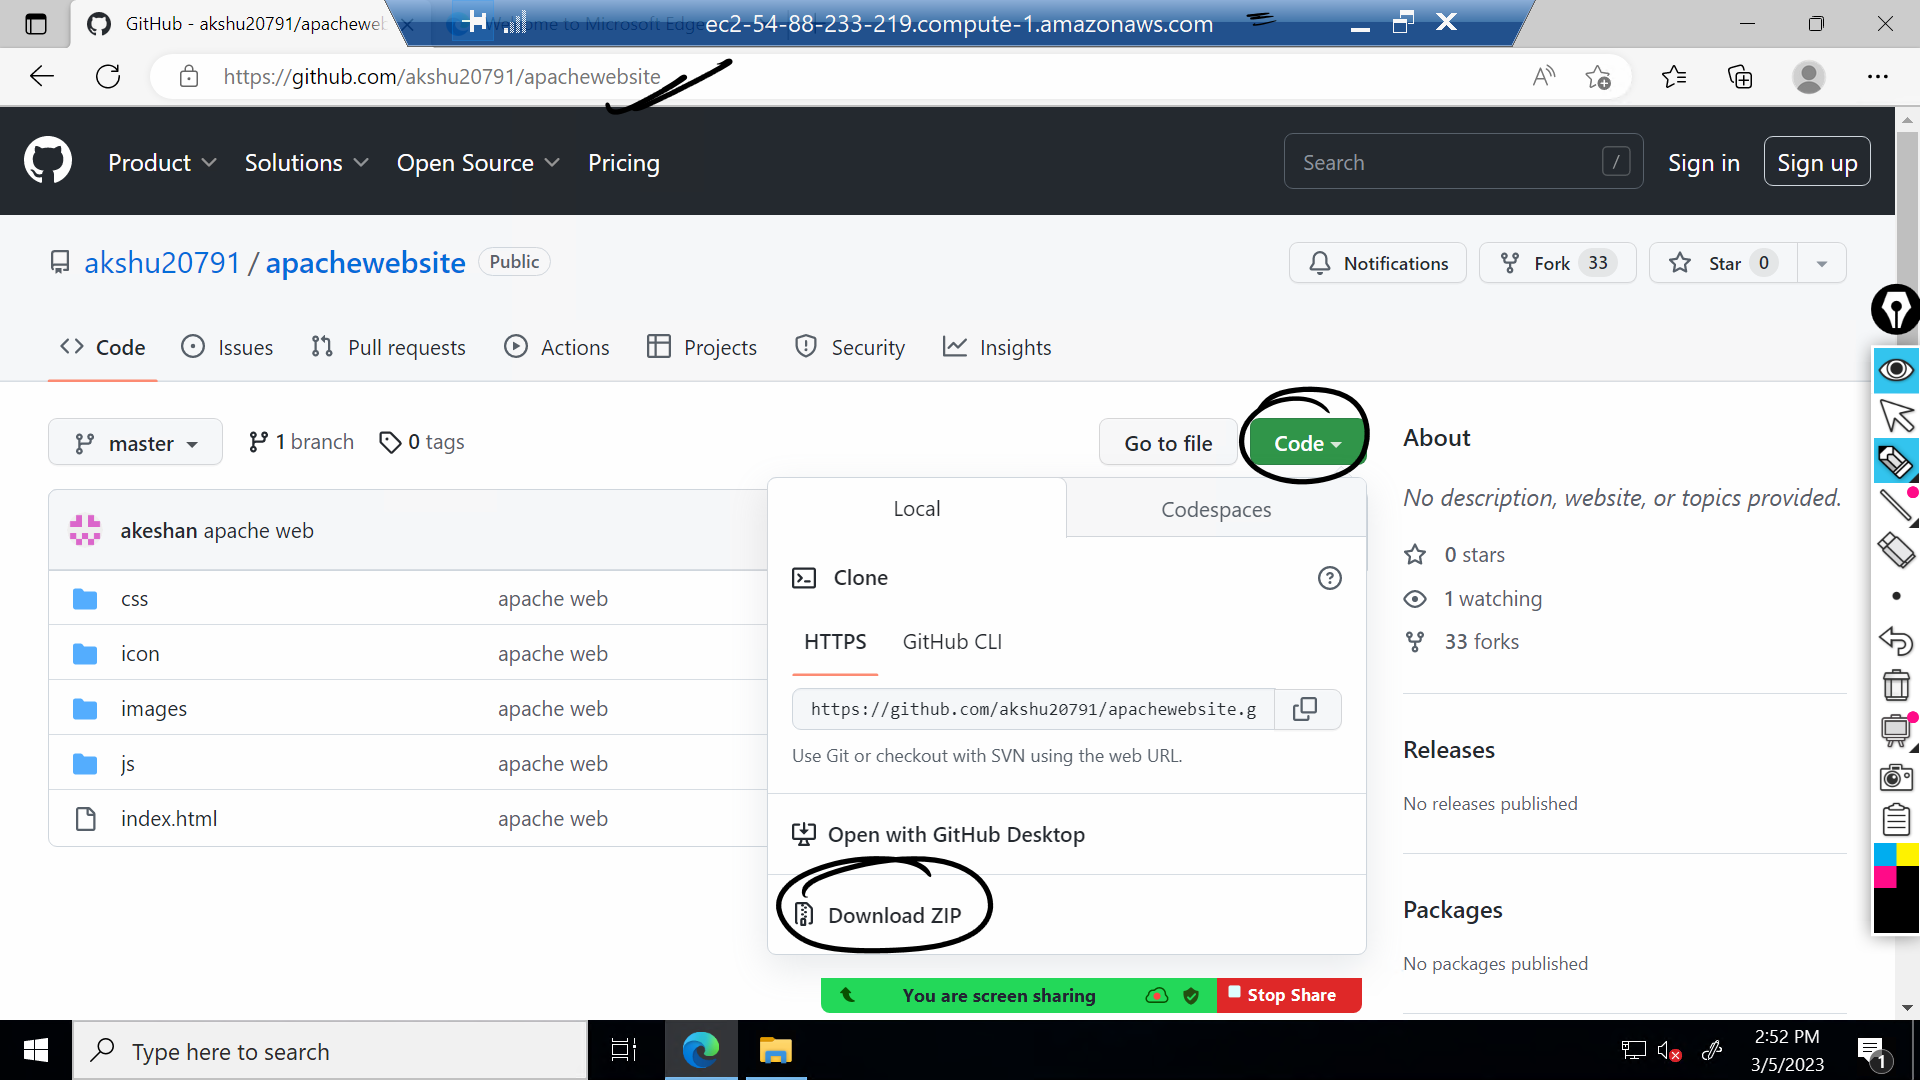 GitHub - akshu20791/apacheweb
Welcome to Microsoft Edge
ec2-54-88-233-219.compute-1.amazonaws.com
https://github.com/akshu20791/apachewebsite
Product
Solutions
Open Source
Pricing
Search /
Sign in
Sign up
akshu20791 / apachewebsite Public
Notifications
Fork 33
Star 0
Code
Issues
Pull requests
Actions
Projects
Security
Insights
master
1 branch
0 tags
Go to file
Code
akeshan apache web
css apache web
icon apache web
images apache web
js apache web
index.html apache web
Local
Codespaces
Clone
HTTPS
GitHub CLI
https://github.com/akshu20791/apachewebsite.g
Use Git or checkout with SVN using the web URL.
Open with GitHub Desktop
Download ZIP
About
No description, website, or topics provided.
0 stars
1 watching
33 forks
Releases
No releases published
Packages
No packages published
You are screen sharing
Stop Share
Type here to search
2:52 PM
3/5/2023
1